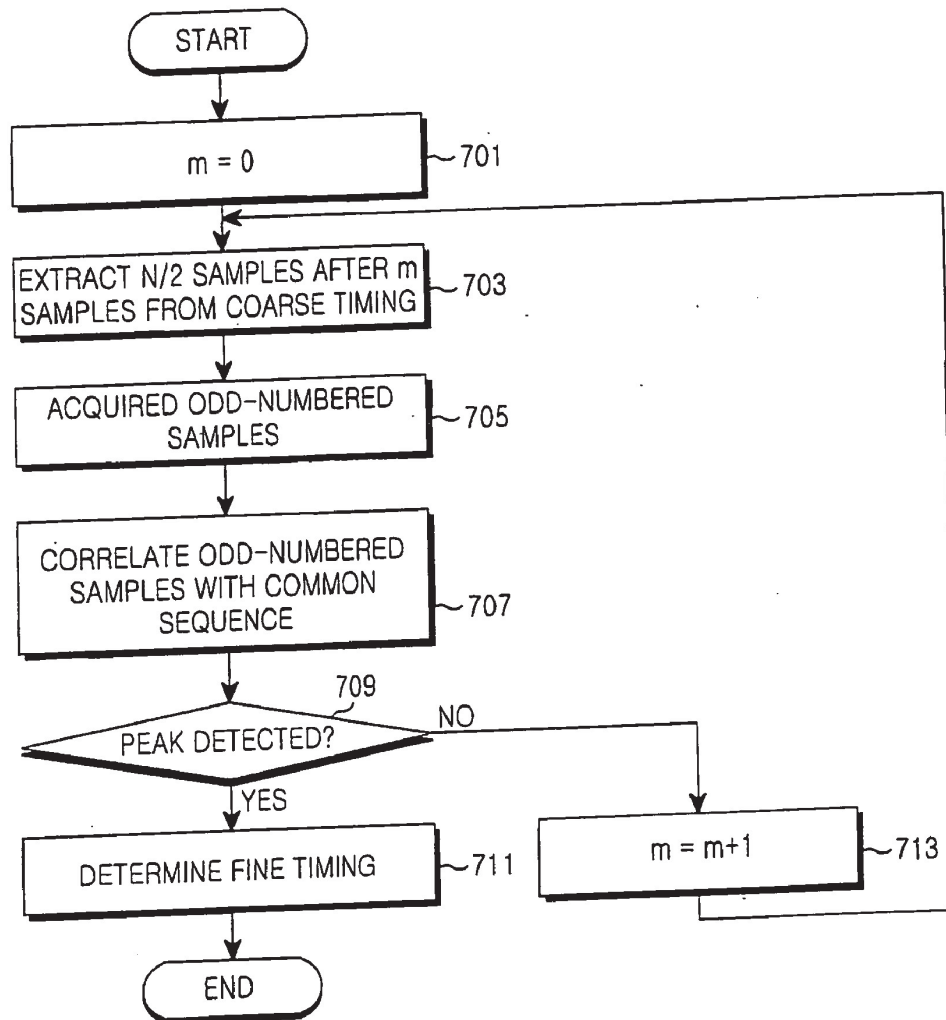 START
m = 0
701
EXTRACT N/2 SAMPLES AFTER m
SAMPLES FROM COARSE TIMING
703
ACQUIRED ODD-NUMBERED
SAMPLES
705
CORRELATE ODD-NUMBERED
SAMPLES WITH COMMON
SEQUENCE
707
709
PEAK DETECTED?
NO
YES
DETERMINE FINE TIMING
711
m = m+1
713
END